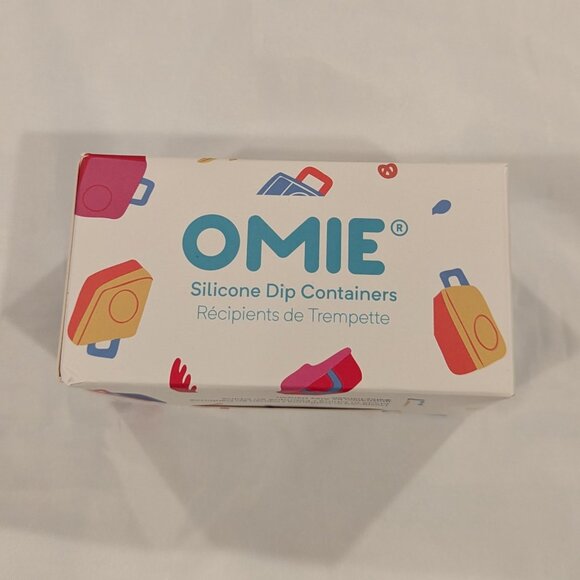 OMIE®
Silicone Dip Containers
Récipients de Trempette